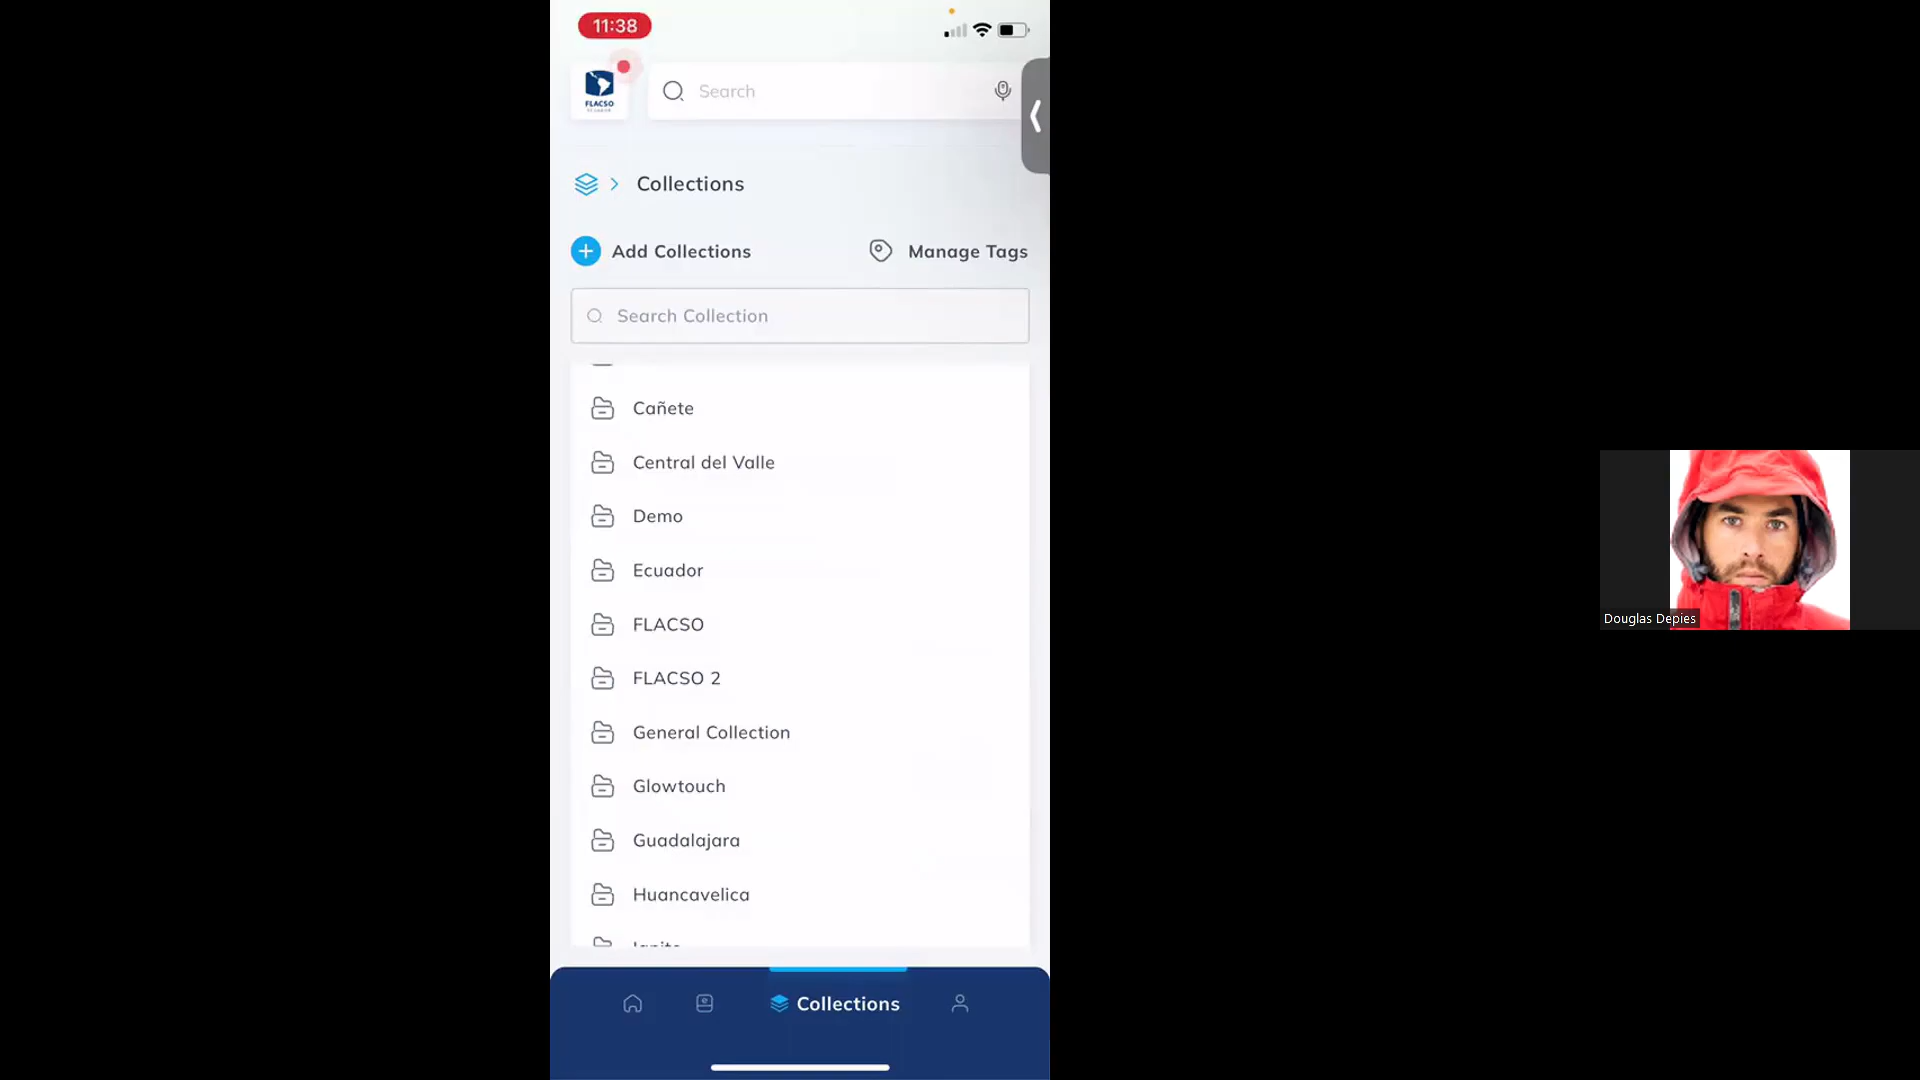 11:38
FLACSO
ECUADOR
Search
Collections
Add Collections
Manage Tags
Search Collection
Cañete
Central del Valle
Demo
Ecuador
FLACSO
FLACSO 2
General Collection
Glowtouch
Guadalajara
Huancavelica
Collections
Douglas Depies